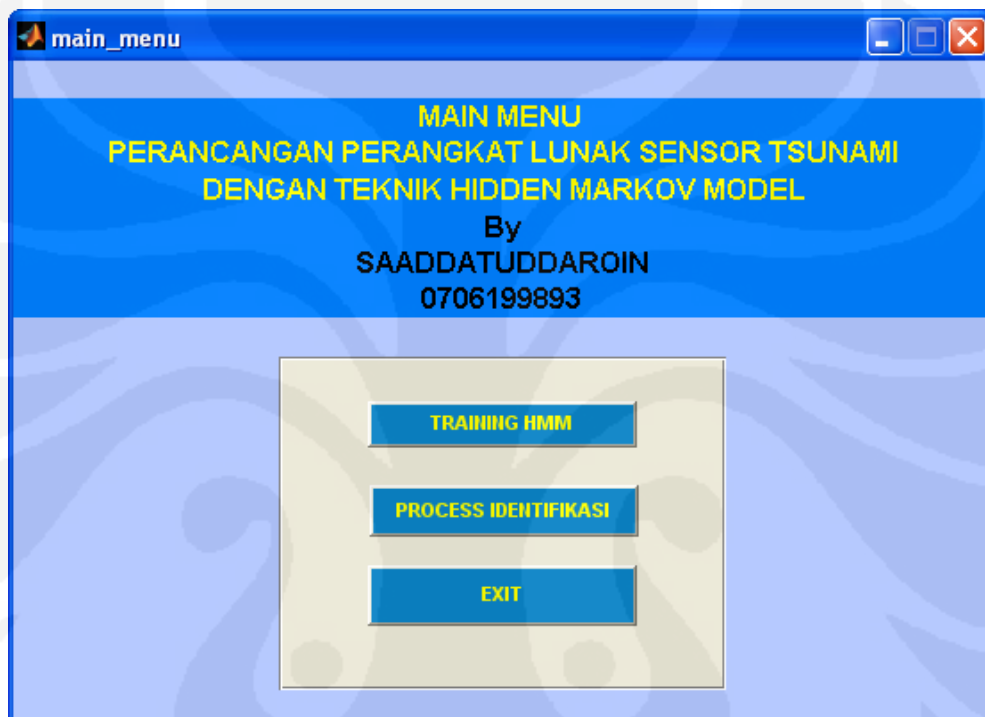 main_menu
MAIN MENU
PERANCANGAN PERANGKAT LUNAK SENSOR TSUNAMI
DENGAN TEKNIK HIDDEN MARKOV MODEL
By
SAADDATUDDAROIN
0706199893
TRAINING HMM
PROCESS IDENTIFIKASI
EXIT